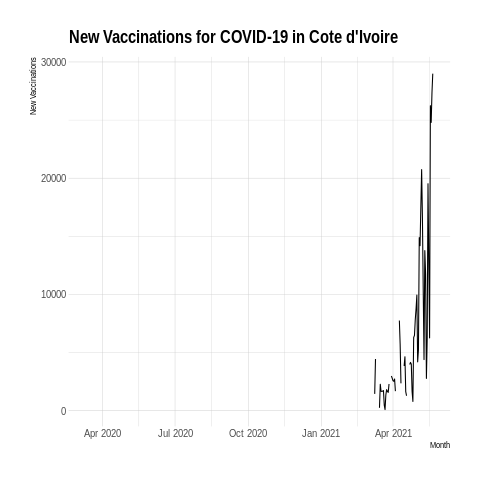 New Vaccinations for COVID-19 in Cote d'Ivoire
New Vaccinations
30000
20000
10000
0
Apr 2020 Jul 2020 Oct 2020 Jan 2021 Apr 2021
Month